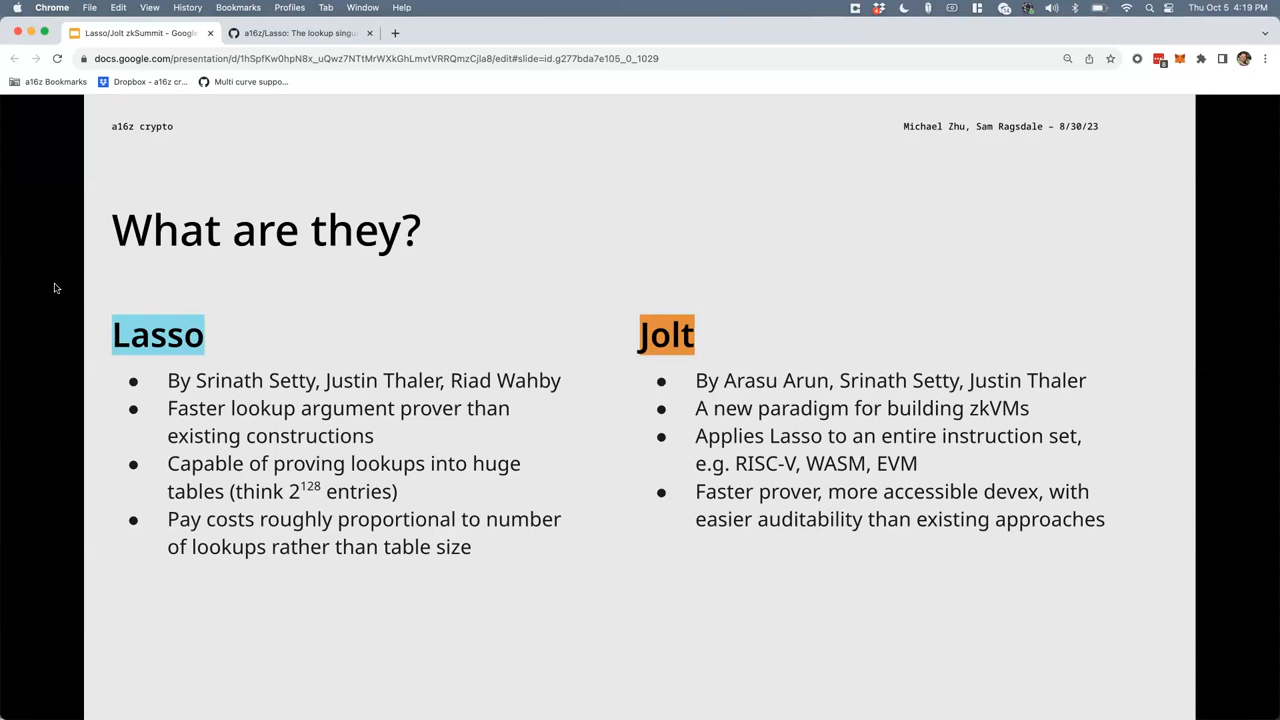 Chrome File Edit View History Bookmarks Profiles Tab Window Help Thu Oct 5 4:19 PM
Lasso/Jolt zkSummit - Google a16z/Lasso: The lookup singu
docs.google.com/presentation/d/1hSpfKw0hpN8x_uQwz7NTtMrWXkGhLmvtVRRQmzCjIa8/edit#slide=id.g277bda7e105_0_1029
a16z Bookmarks Dropbox - a16z cr... Multi curve suppo...
a16z crypto Michael Zhu, Sam Ragsdale – 8/30/23
What are they?
Lasso
● By Srinath Setty, Justin Thaler, Riad Wahby
● Faster lookup argument prover than
existing constructions
● Capable of proving lookups into huge
tables (think 2¹²⁸ entries)
● Pay costs roughly proportional to number
of lookups rather than table size
Jolt
● By Arasu Arun, Srinath Setty, Justin Thaler
● A new paradigm for building zkVMs
● Applies Lasso to an entire instruction set,
e.g. RISC-V, WASM, EVM
● Faster prover, more accessible devex, with
easier auditability than existing approaches